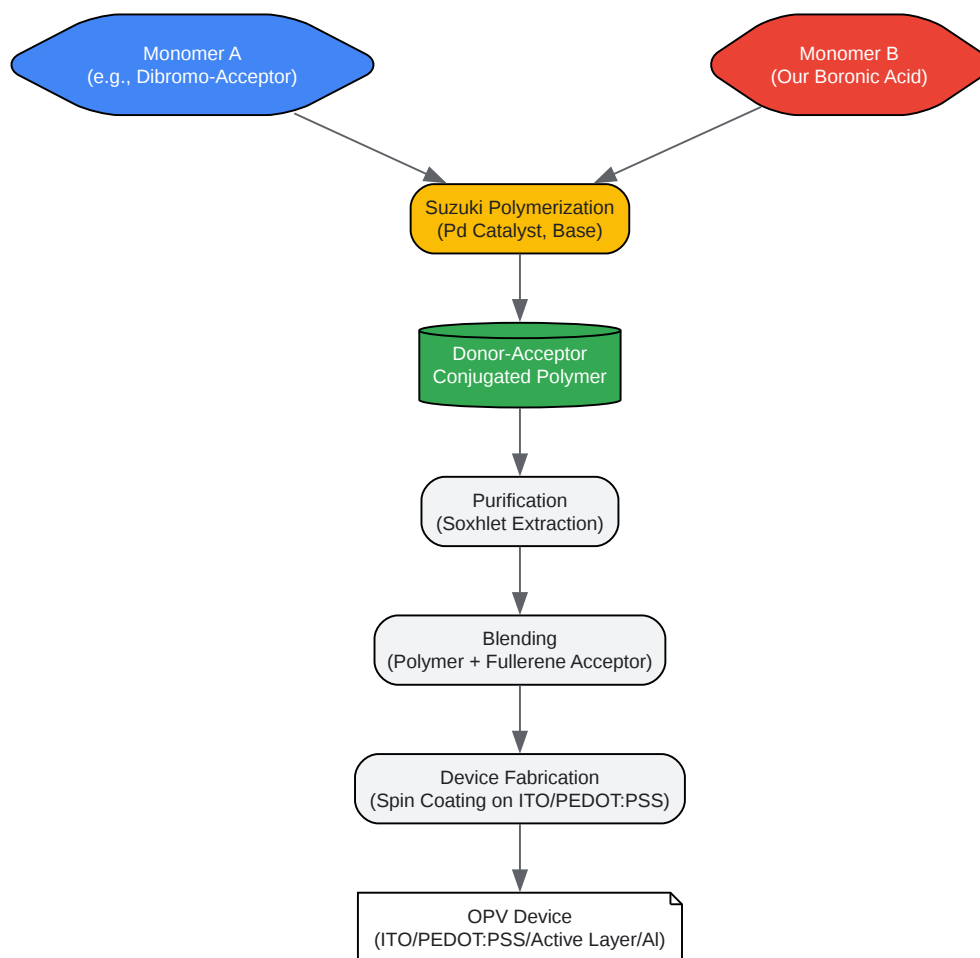 Monomer A
(e.g., Dibromo-Acceptor)
Monomer B
(Our Boronic Acid)
Suzuki Polymerization
(Pd Catalyst, Base)
Donor-Acceptor
Conjugated Polymer
Purification
(Soxhlet Extraction)
Blending
(Polymer + Fullerene Acceptor)
Device Fabrication
(Spin Coating on ITO/PEDOT:PSS)
OPV Device
(ITO/PEDOT:PSS/Active Layer/Al)